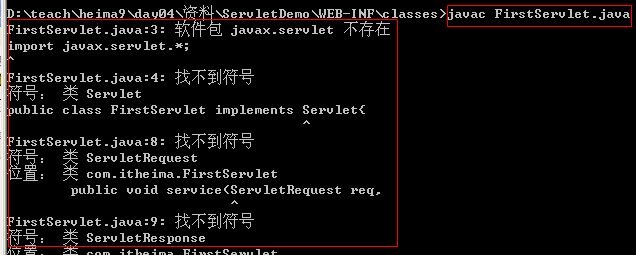 D:\teach\heima9\day04\资料\ServletDemo\WEB-INF\classes>javac FirstServlet.java
FirstServlet.java:3: 软件包 javax.servlet 不存在
import javax.servlet.*;
^
FirstServlet.java:4: 找不到符号
符号： 类 Servlet
public class FirstServlet implements Servlet{
^
FirstServlet.java:8: 找不到符号
符号： 类 ServletRequest
位置： 类 com.itheima.FirstServlet
public void service(ServletRequest req,
^
FirstServlet.java:9: 找不到符号
符号： 类 ServletResponse
位置： 类 com.itheima.FirstServlet